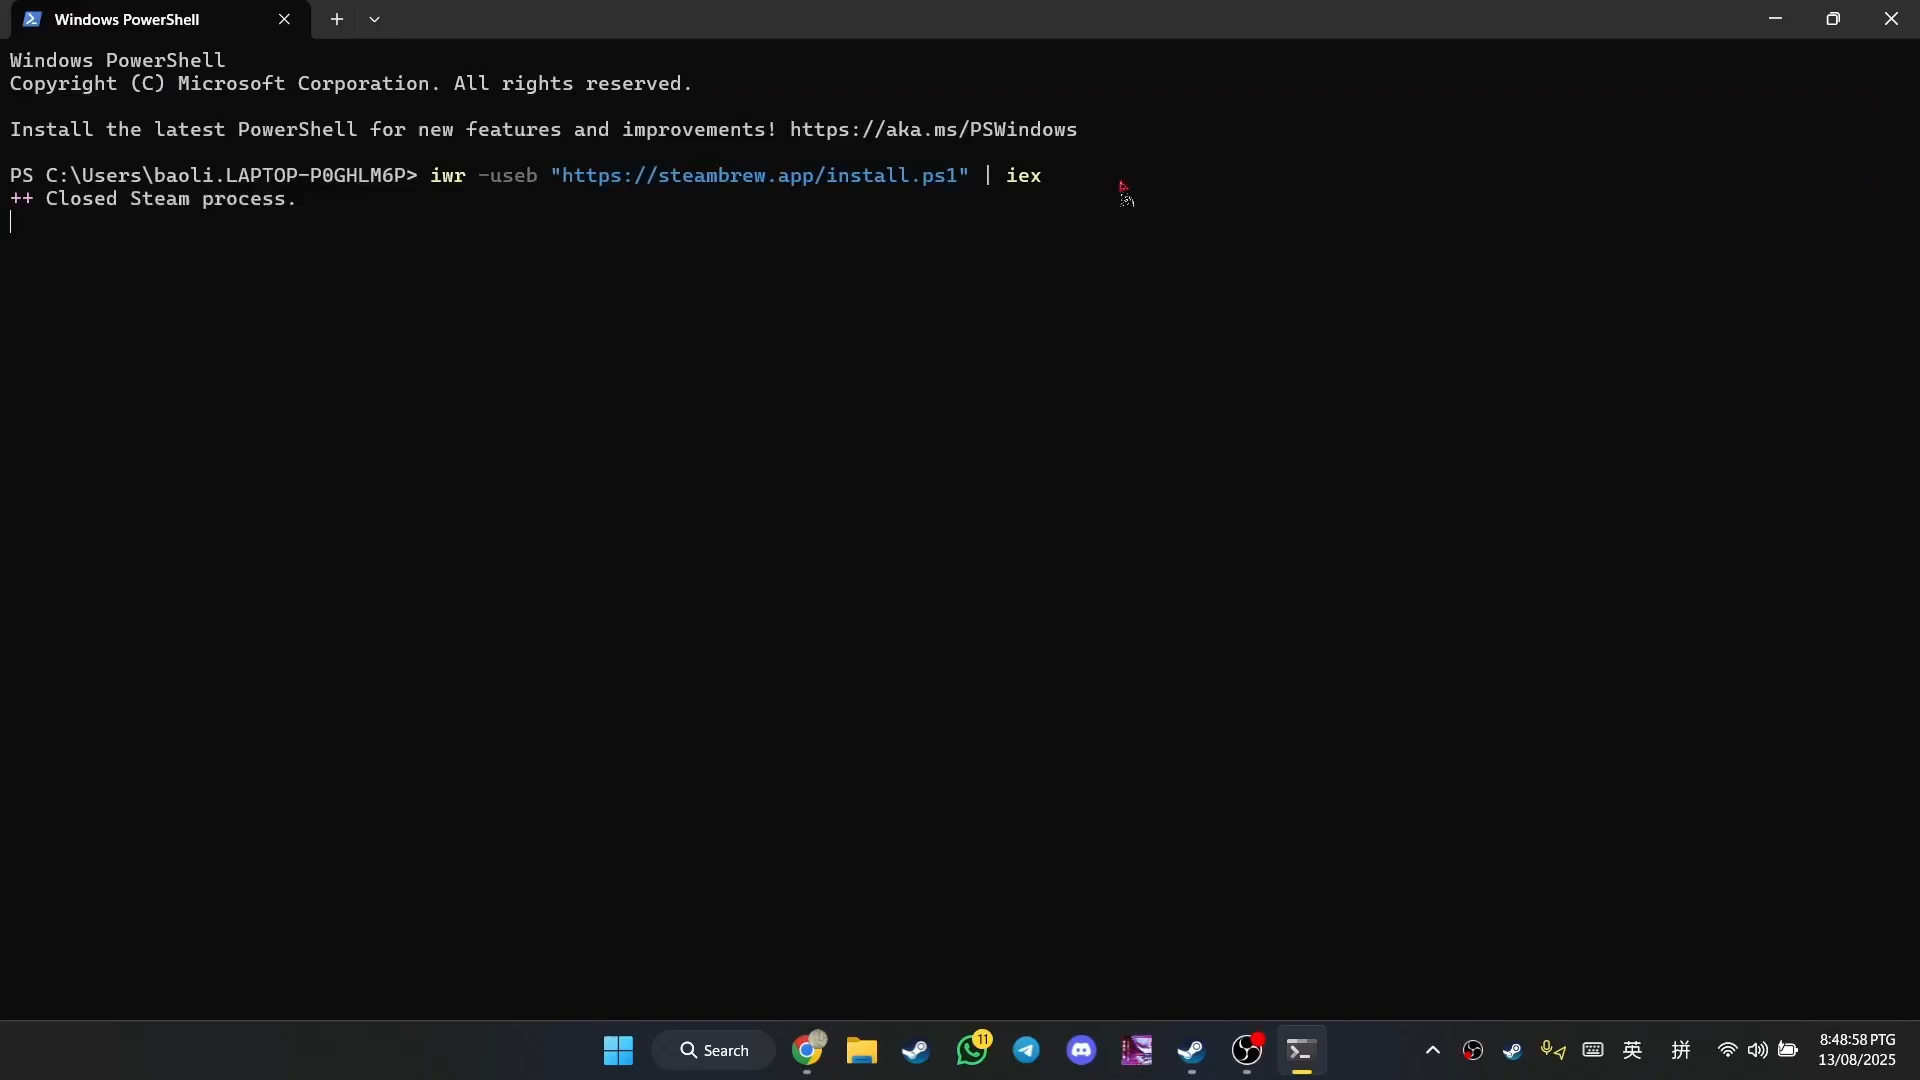 Windows PowerShell
Windows PowerShell
Copyright (C) Microsoft Corporation. All rights reserved.
Install the latest PowerShell for new features and improvements! https://aka.ms/PSWindows
PS C:\Users\baoli.LAPTOP-P0GHLM6P> iwr -useb "https://steambrew.app/install.ps1" | iex
++ Closed Steam process.
Search
11
英
拼
8:48:58 PTG
13/08/2025